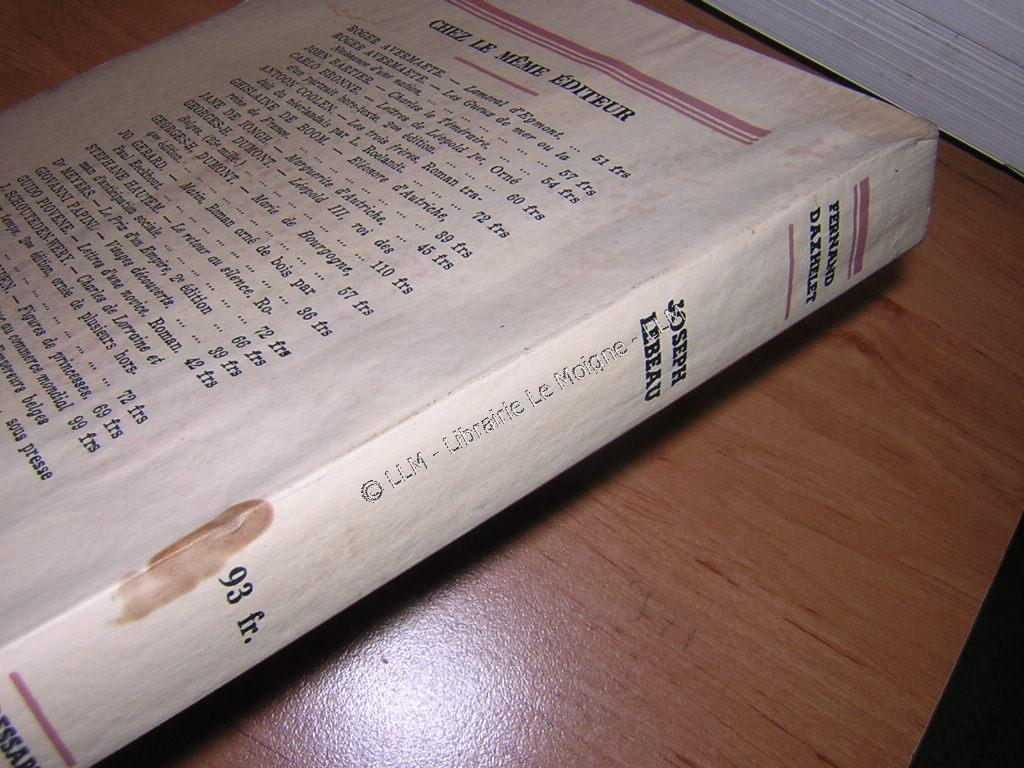 CHEZ LE MÊME ÉDITEUR
ROGER AVERMAETE. — Lamoral d'Egmont. ... 51 frs
ROGER AVERMAETE. — Les Gueux de mer ou la
Naissance d'une nation. ... 57 frs
JOHN BARTIER. — Charles le Téméraire. ... 54 frs
CARLO BRONNE. — Lettres de Léopold Ier. Orné
d'un portrait hors-texte. 2me édition. ... 60 frs
ANTOON COOLEN. — Les trois frères. Roman tra-
duit du néerlandais par L. Roelandt. ... 72 frs
GHISLAINE DE BOOM. — Eléonore d'Autriche,
reine de France. ... 39 frs
JANE DE IONGH. — Marguerite d'Autriche, ... 45 frs
GEORGES-H. DUMONT. — Léopold III, roi des
Belges. (35me mille) ... 110 frs
GEORGES-H. DUMONT — Marie de Bourgogne,
édition. ... 57 frs
JO. GERARD. — Roman orné de bois par
Paul Boekhland. ... 36 frs
STEPHANE HAUTEM. — Le retour au silence. Ro-
man d'anticipation sociale. ... 72 frs
MEYERS. — Le Prix d'un Empire, 2e édition ... 66 frs
GIOVANNI PAPINI. — Visages découverts. ... 39 frs
GUIDO PIOVENE. — Lettres d'une novice. Roman. 42 frs
J. SCHOUTEDEN-WERY — Charles de Lorraine et
son temps. 2me édition, ornée de plusieurs hors-
... 72 frs
Pauvres de princesses, 69 frs
au commerce mondial 99 frs
belges
sous presse
FERNAND
DAXHELET
JOSEPH
LEBEAU
© LLM - Librairie Le Moigne - LLM
93 fr.